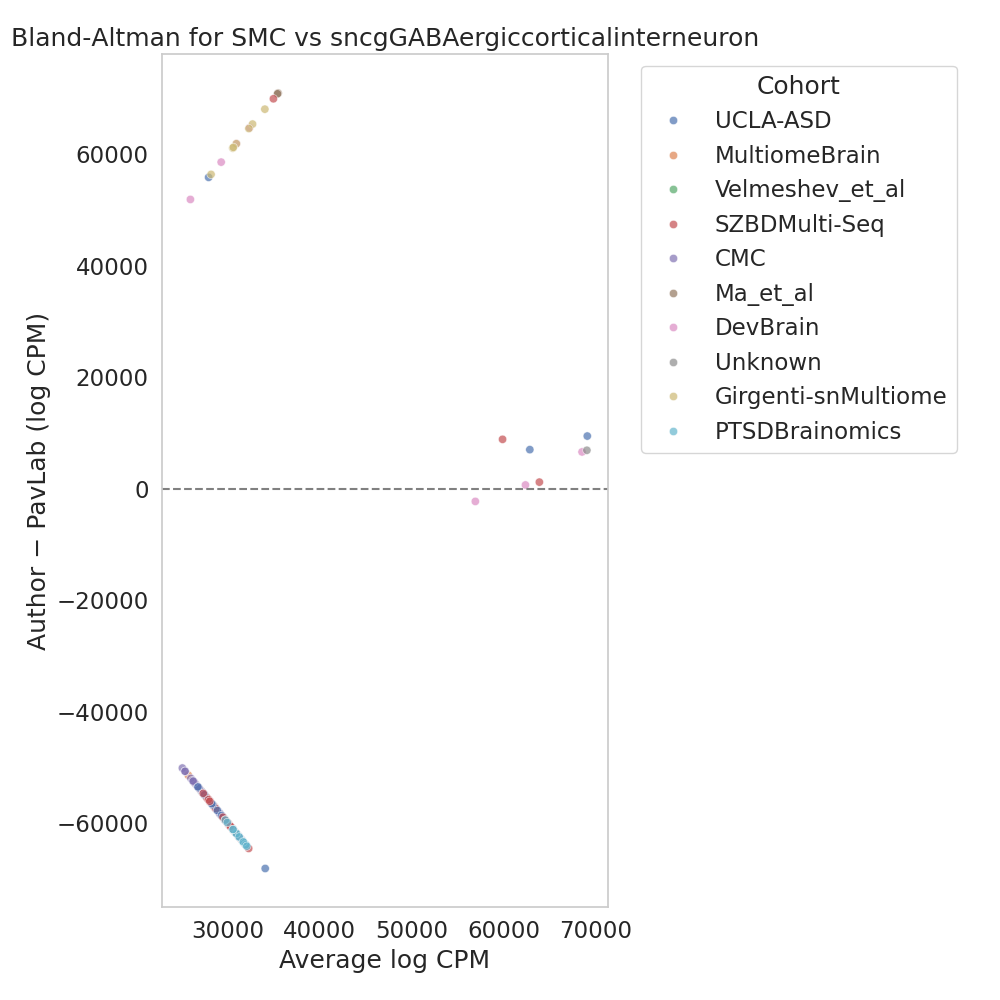 Bland-Altman for SMC vs sncgGABAergiccorticalinterneuron
Author − PavLab (log CPM)
60000
40000
20000
0
−20000
−40000
−60000
30000 40000 50000 60000 70000
Average log CPM
Cohort
UCLA-ASD
MultiomeBrain
Velmeshev_et_al
SZBDMulti-Seq
CMC
Ma_et_al
DevBrain
Unknown
Girgenti-snMultiome
PTSDBrainomics